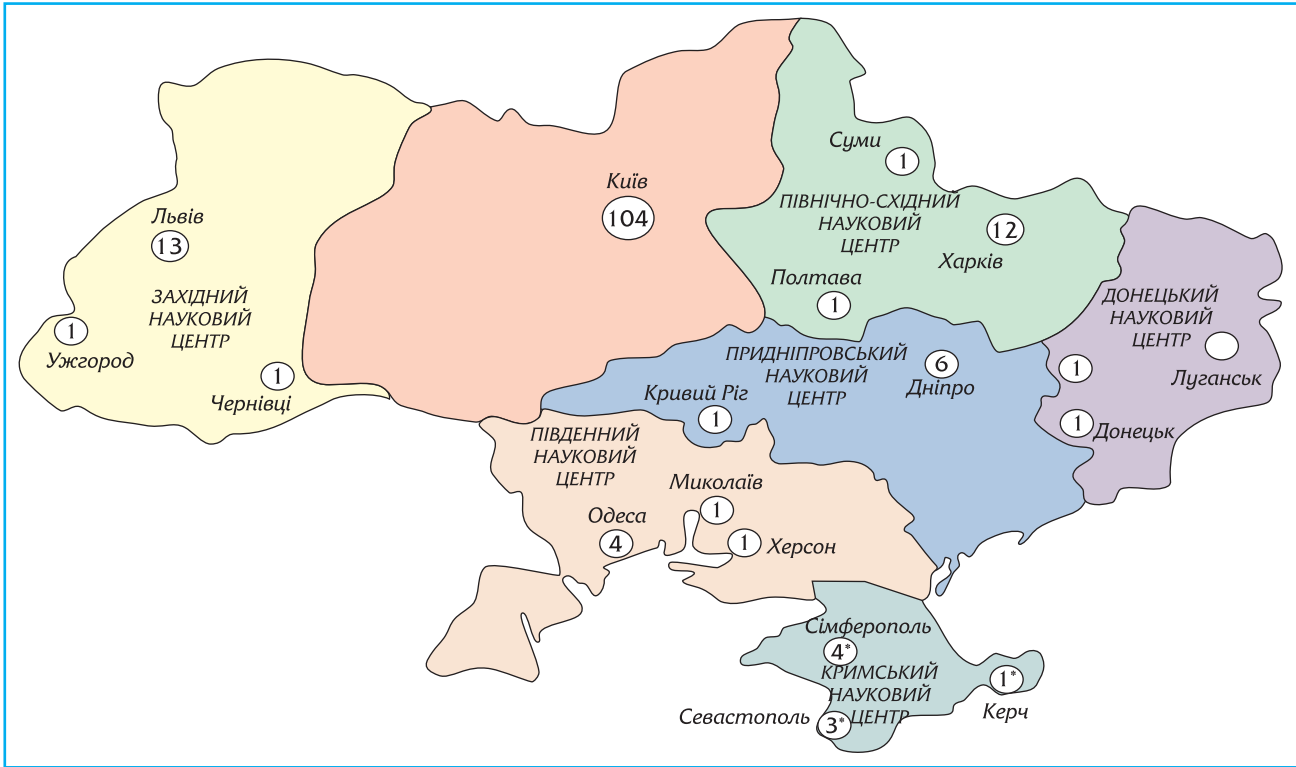 Суми
1
Київ
104
ПІВНІЧНО-СХІДНИЙ
НАУКОВИЙ
ЦЕНТР
12
Харків
Полтава
1
Львів
13
ЗАХІДНИЙ
НАУКОВИЙ
ЦЕНТР
1
Ужгород
1
Чернівці
ДОНЕЦЬКИЙ
НАУКОВИЙ
ЦЕНТР
Луганськ
1
1
Донецьк
ПРИДНІПРОВСЬКИЙ
НАУКОВИЙ
ЦЕНТР
6
Дніпро
Кривий Ріг
1
ПІВДЕННИЙ
НАУКОВИЙ
ЦЕНТР
Миколаїв
1
Одеса
4
1
Херсон
Сімферополь
4*
КРИМСЬКИЙ
НАУКОВИЙ
ЦЕНТР
1*
Керч
Севастополь
3*